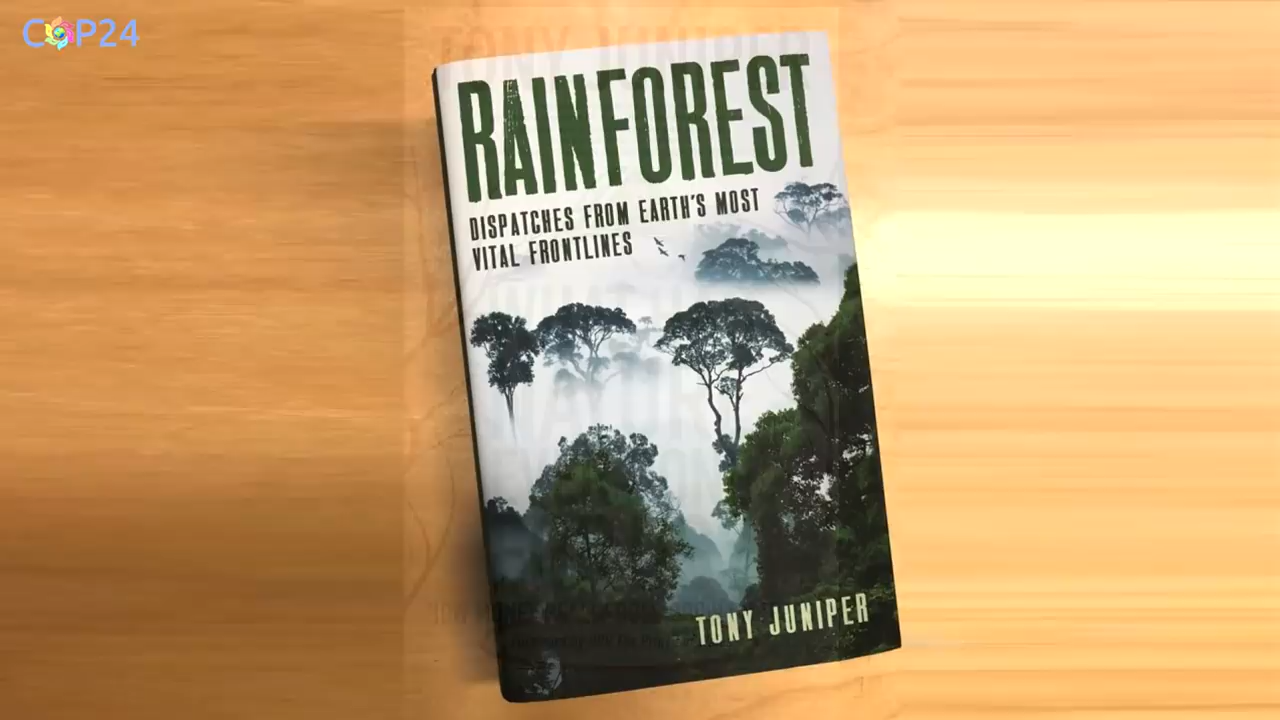 COP24
RAINFOREST
DISPATCHES FROM EARTH'S MOST
VITAL FRONTLINES
TONY JUNIPER